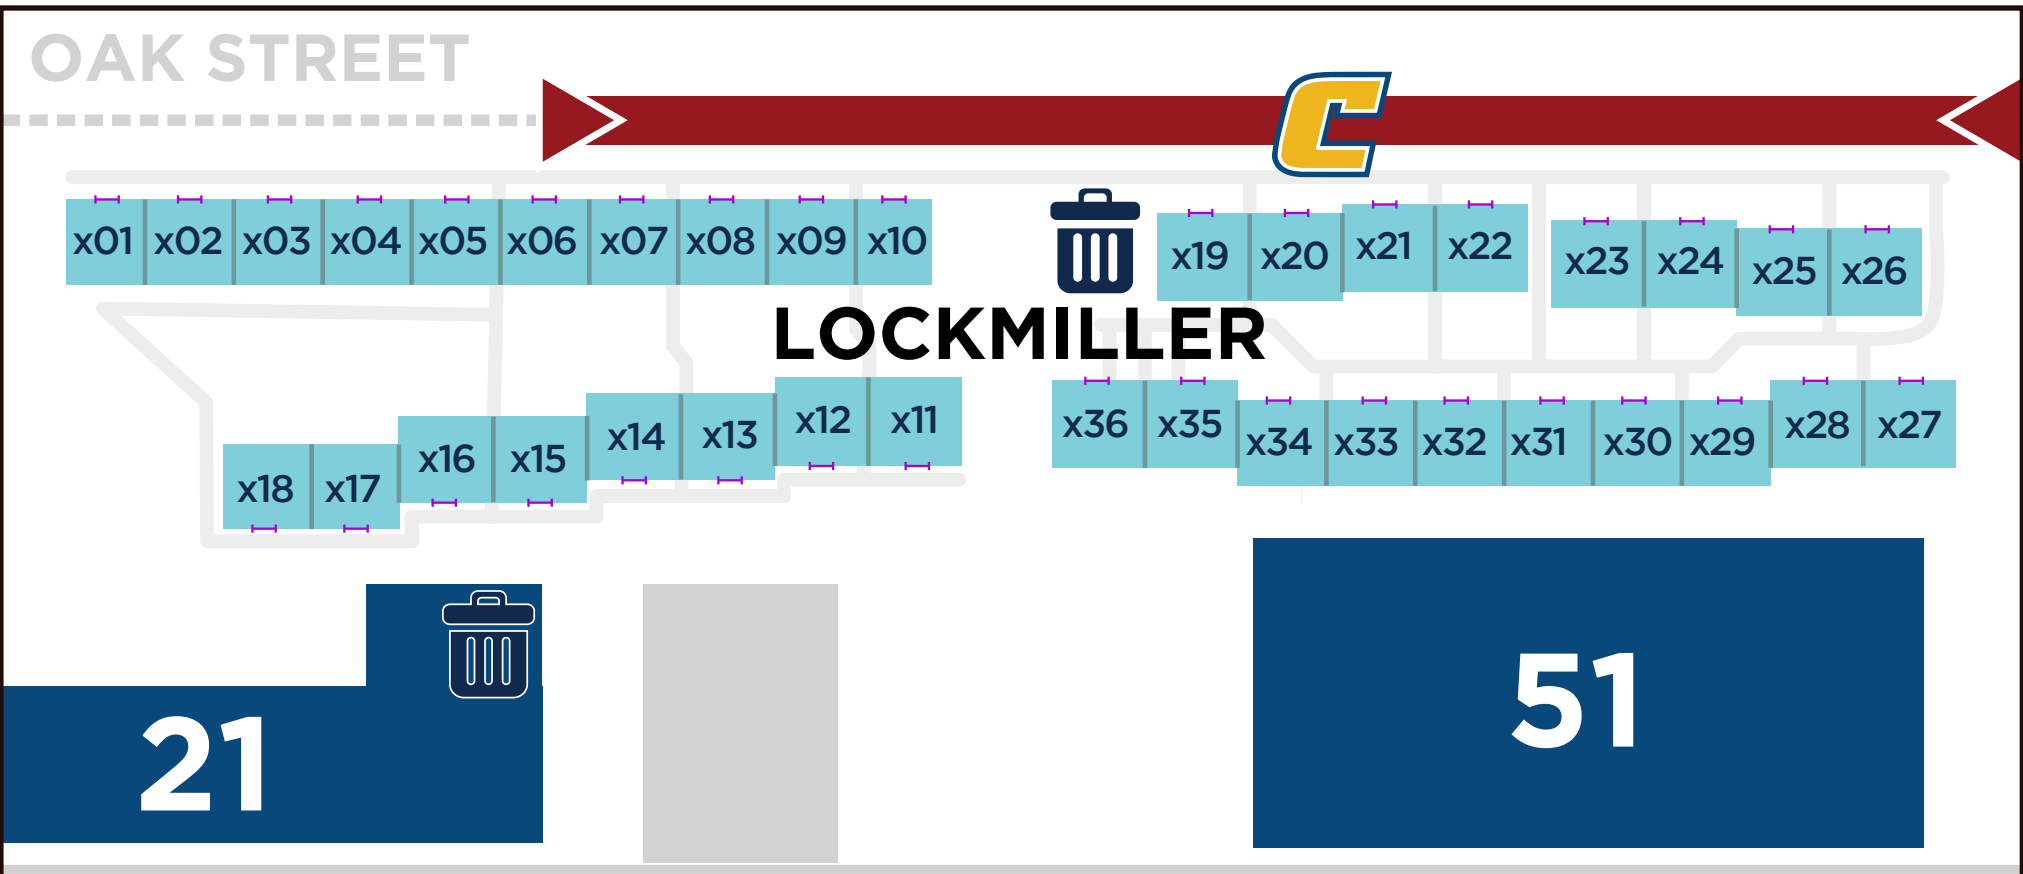 OAK STREET
C
x01 x02 x03 x04 x05 x06 x07 x08 x09 x10
x19 x20 x21 x22 x23 x24 x25 x26
LOCKMILLER
x18 x17 x16 x15 x14 x13 x12 x11
x36 x35 x34 x33 x32 x31 x30 x29 x28 x27
21
51